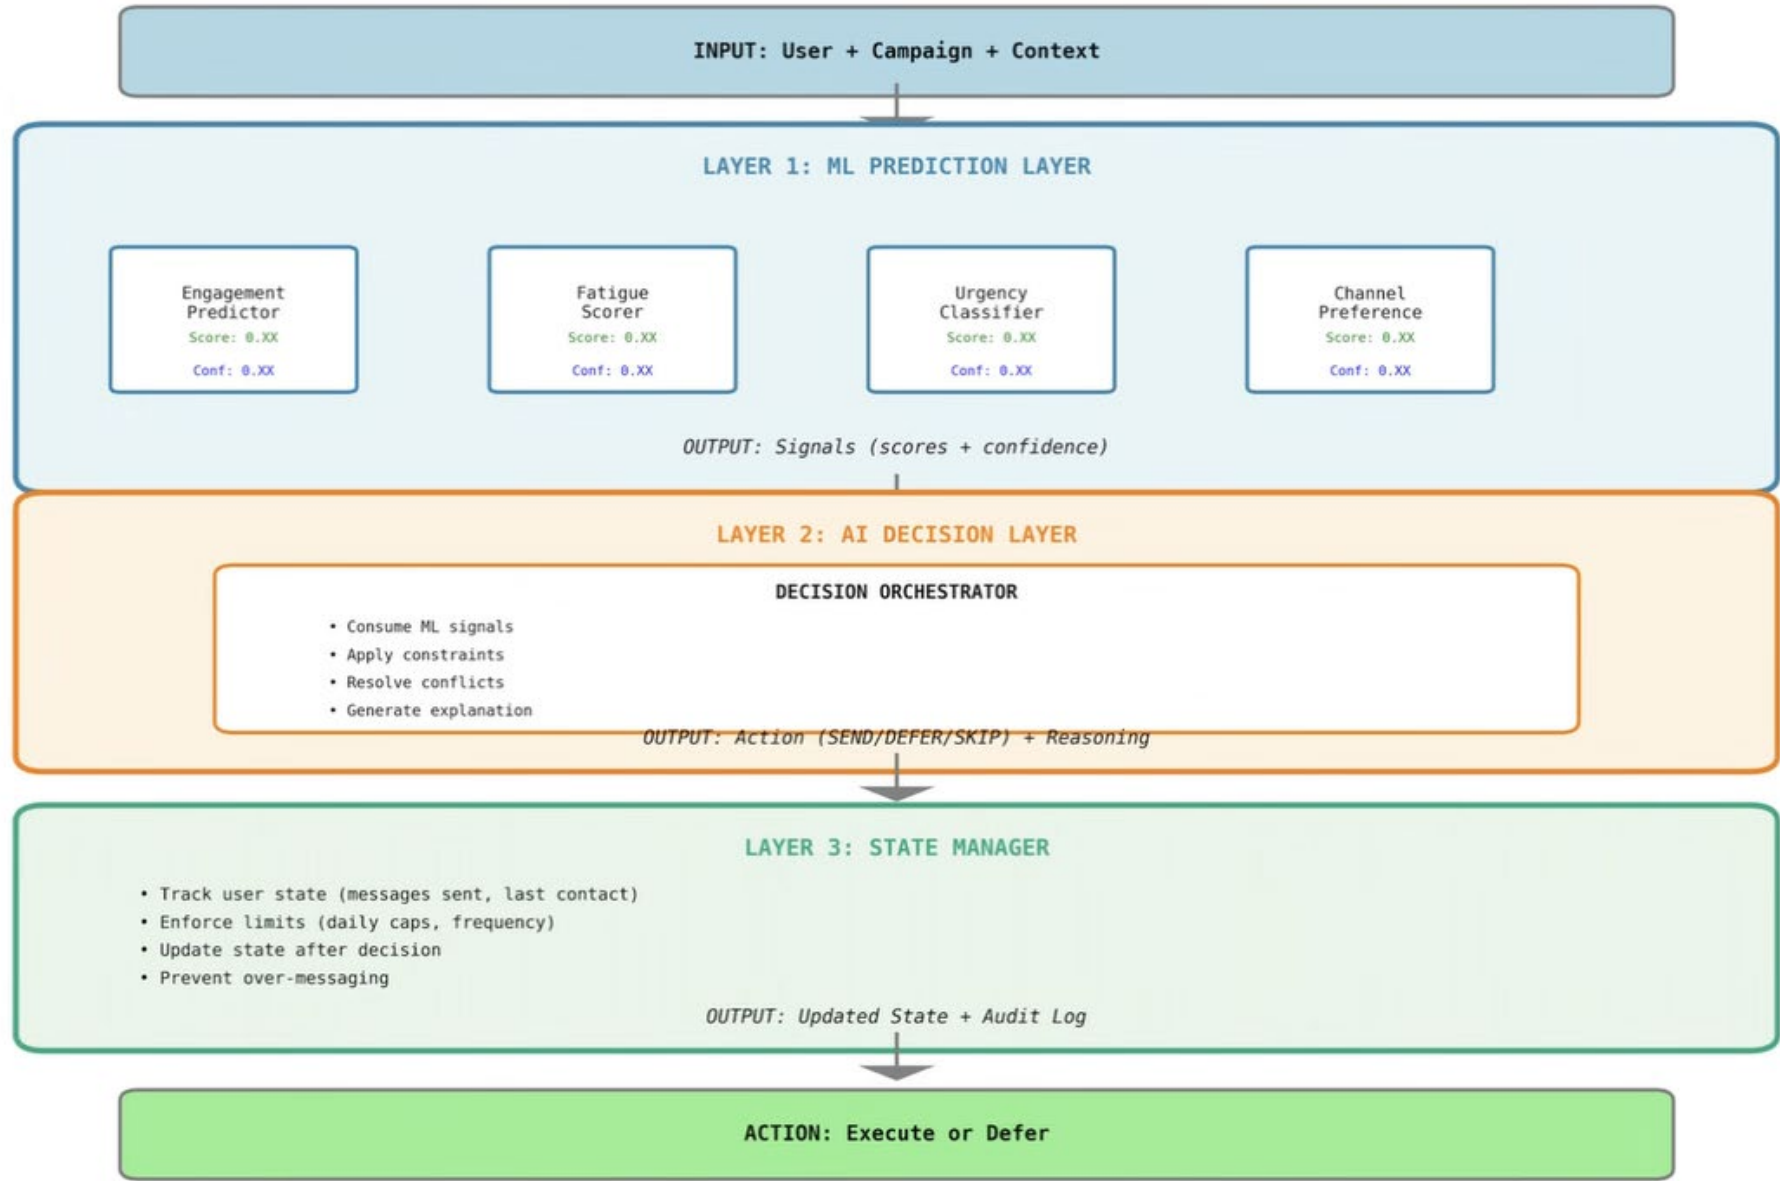 INPUT: User + Campaign + Context
LAYER 1: ML PREDICTION LAYER
Engagement
Predictor
Score: 0.XX
Conf: 0.XX
Fatigue
Scorer
Score: 0.XX
Conf: 0.XX
Urgency
Classifier
Score: 0.XX
Conf: 0.XX
Channel
Preference
Score: 0.XX
Conf: 0.XX
OUTPUT: Signals (scores + confidence)
LAYER 2: AI DECISION LAYER
DECISION ORCHESTRATOR
• Consume ML signals
• Apply constraints
• Resolve conflicts
• Generate explanation
OUTPUT: Action (SEND/DEFER/SKIP) + Reasoning
LAYER 3: STATE MANAGER
• Track user state (messages sent, last contact)
• Enforce limits (daily caps, frequency)
• Update state after decision
• Prevent over-messaging
OUTPUT: Updated State + Audit Log
ACTION: Execute or Defer